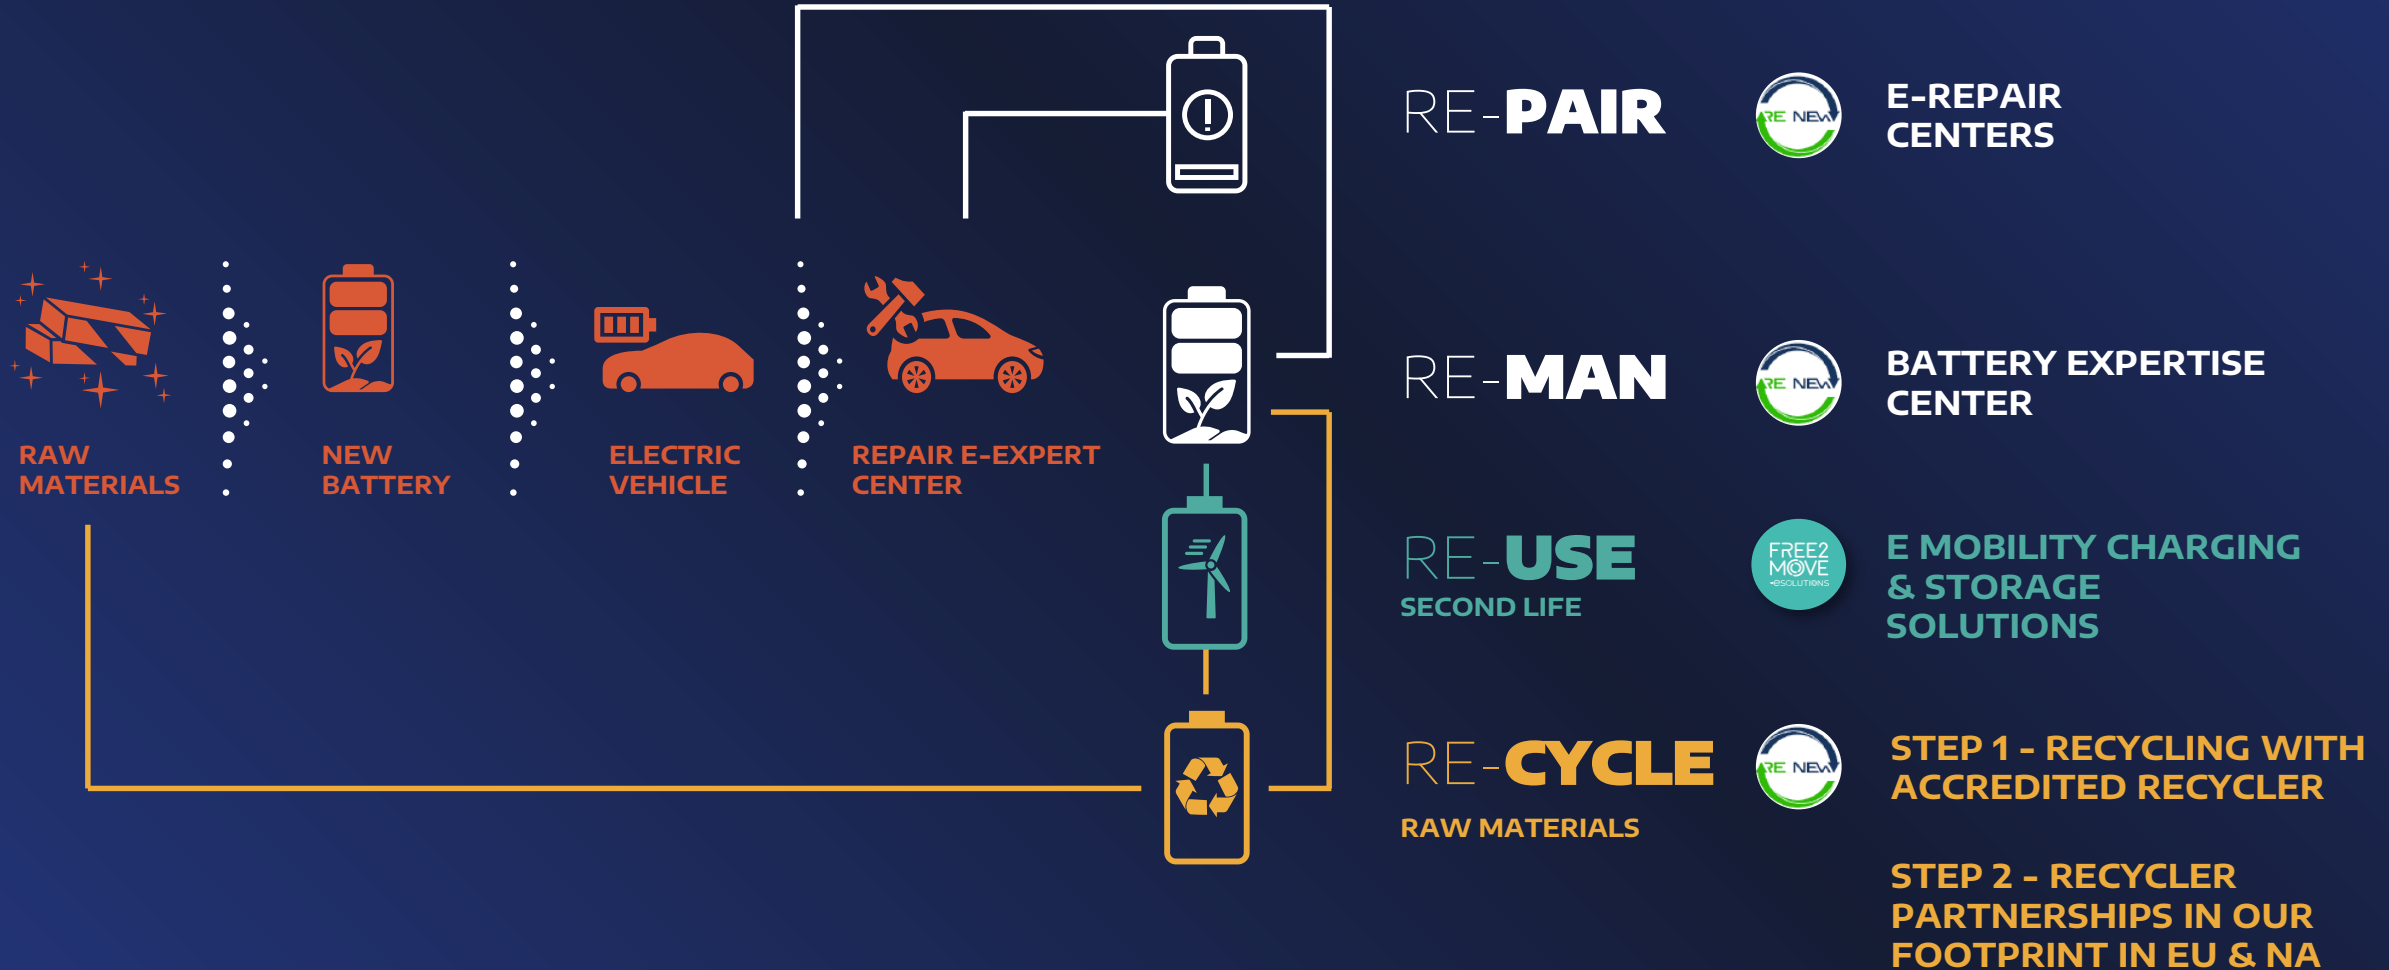 RE-PAIR
RE NEW
E-REPAIR
CENTERS
RAW
MATERIALS
NEW
BATTERY
ELECTRIC
VEHICLE
REPAIR E-EXPERT
CENTER
RE-MAN
RE NEW
BATTERY EXPERTISE
CENTER
RE-USE
SECOND LIFE
FREE2
MOVE
eSOLUTIONS
E MOBILITY CHARGING
& STORAGE
SOLUTIONS
RE-CYCLE
RAW MATERIALS
RE NEW
STEP 1 - RECYCLING WITH
ACCREDITED RECYCLER
STEP 2 - RECYCLER
PARTNERSHIPS IN OUR
FOOTPRINT IN EU & NA